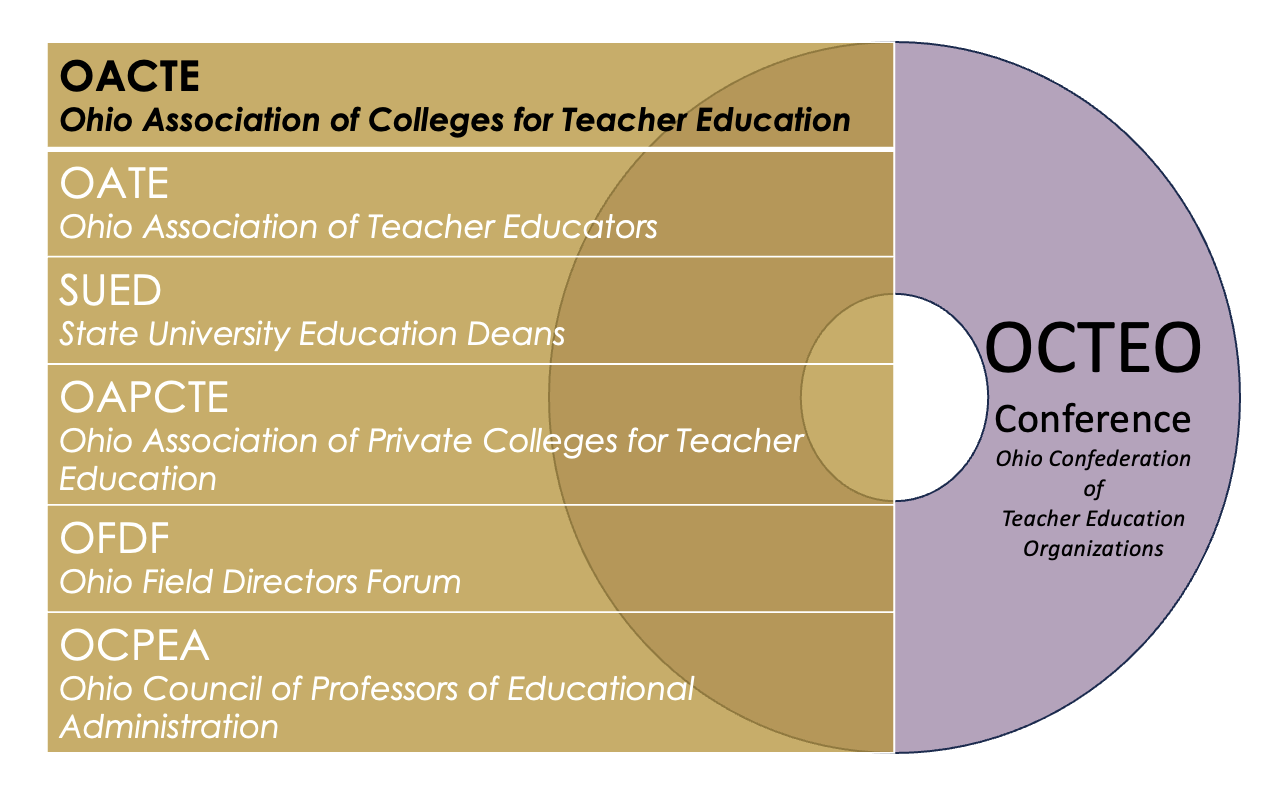 OACTE
Ohio Association of Colleges for Teacher Education
OATE
Ohio Association of Teacher Educators
SUED
State University Education Deans
OAPCTE
Ohio Association of Private Colleges for Teacher
Education
OFDF
Ohio Field Directors Forum
OCPEA
Ohio Council of Professors of Educational
Administration
OCTEO
Conference
Ohio Confederation
of
Teacher Education
Organizations